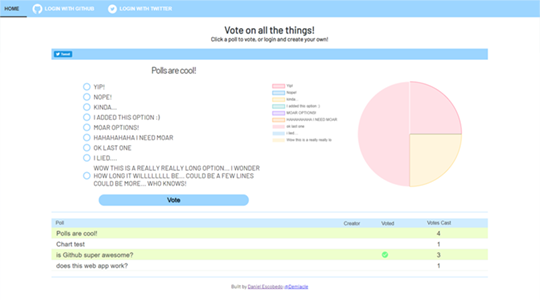 HOME
LOGIN WITH GITHUB
LOGIN WITH TWITTER
Vote on all the things!
Click a poll to vote, or login and create your own!
Tweet
Polls are cool!
YIP!
NOPE!
KINDA...
I ADDED THIS OPTION :)
MOAR OPTIONS!
HAHAHAHAHA I NEED MOAR
OK LAST ONE
I LIED....
WOW THIS IS A REALLY REALLY LONG OPTION... I WONDER
HOW LONG IT WILLLLLLLL BE... COULD BE A FEW LINES
COULD BE MORE... WHO KNOWS!
Vote
Yip!
Nope!
kinda...
I added this option :)
MOAR OPTIONS!
HAHAHAHAHA I NEED MOAR
ok last one
i lied....
Wow this is a really really lo
Poll Creator Voted Votes Cast
Polls are cool! 4
Chart test 1
is Github super awesome? 3
does this web app work? 1
Built by Daniel Escobedo @Demlacte